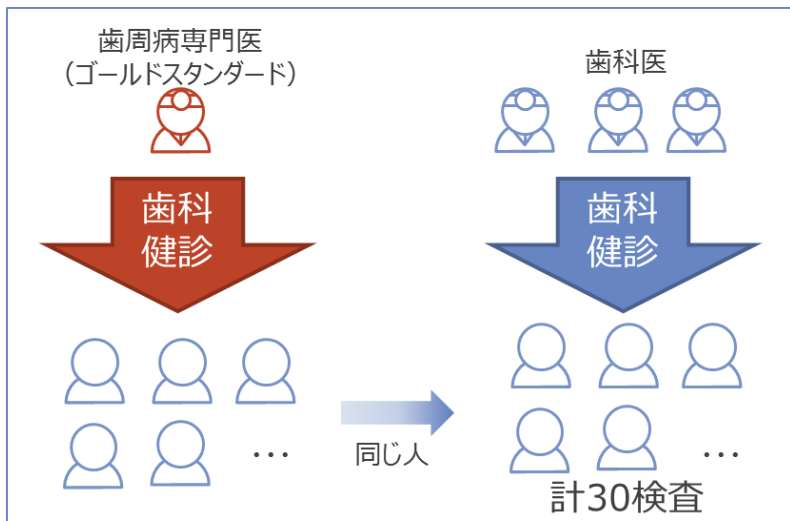 歯周病専門医
（ゴールドスタンダード）
歯科
健診
…
同じ人
歯科医
歯科
健診
…
計30検査